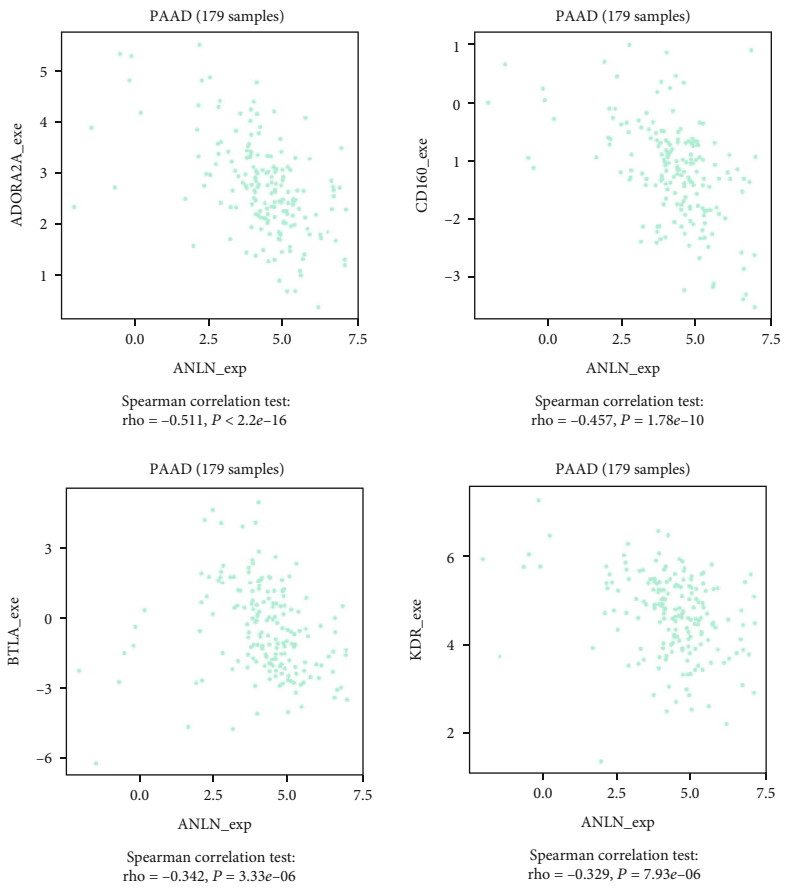 PAAD (179 samples)
5
4
3
2
1
ADORA2A_exe
0.0 2.5 5.0 7.5
ANLN_exp
Spearman correlation test:
rho = –0.511, P < 2.2e–16
PAAD (179 samples)
1
0
1
–2
–3
CD160_exe
0.0 2.5 5.0 7.5
ANLN_exp
Spearman correlation test:
rho = –0.457, P = 1.78e–10
PAAD (179 samples)
3
0
–3
–6
BTLA_exe
0.0 2.5 5.0 7.5
ANLN_exp
Spearman correlation test:
rho = –0.342, P = 3.33e–06
PAAD (179 samples)
6
4
2
KDR_exe
0.0 2.5 5.0 7.5
ANLN_exp
Spearman correlation test:
rho = –0.329, P = 7.93e–06